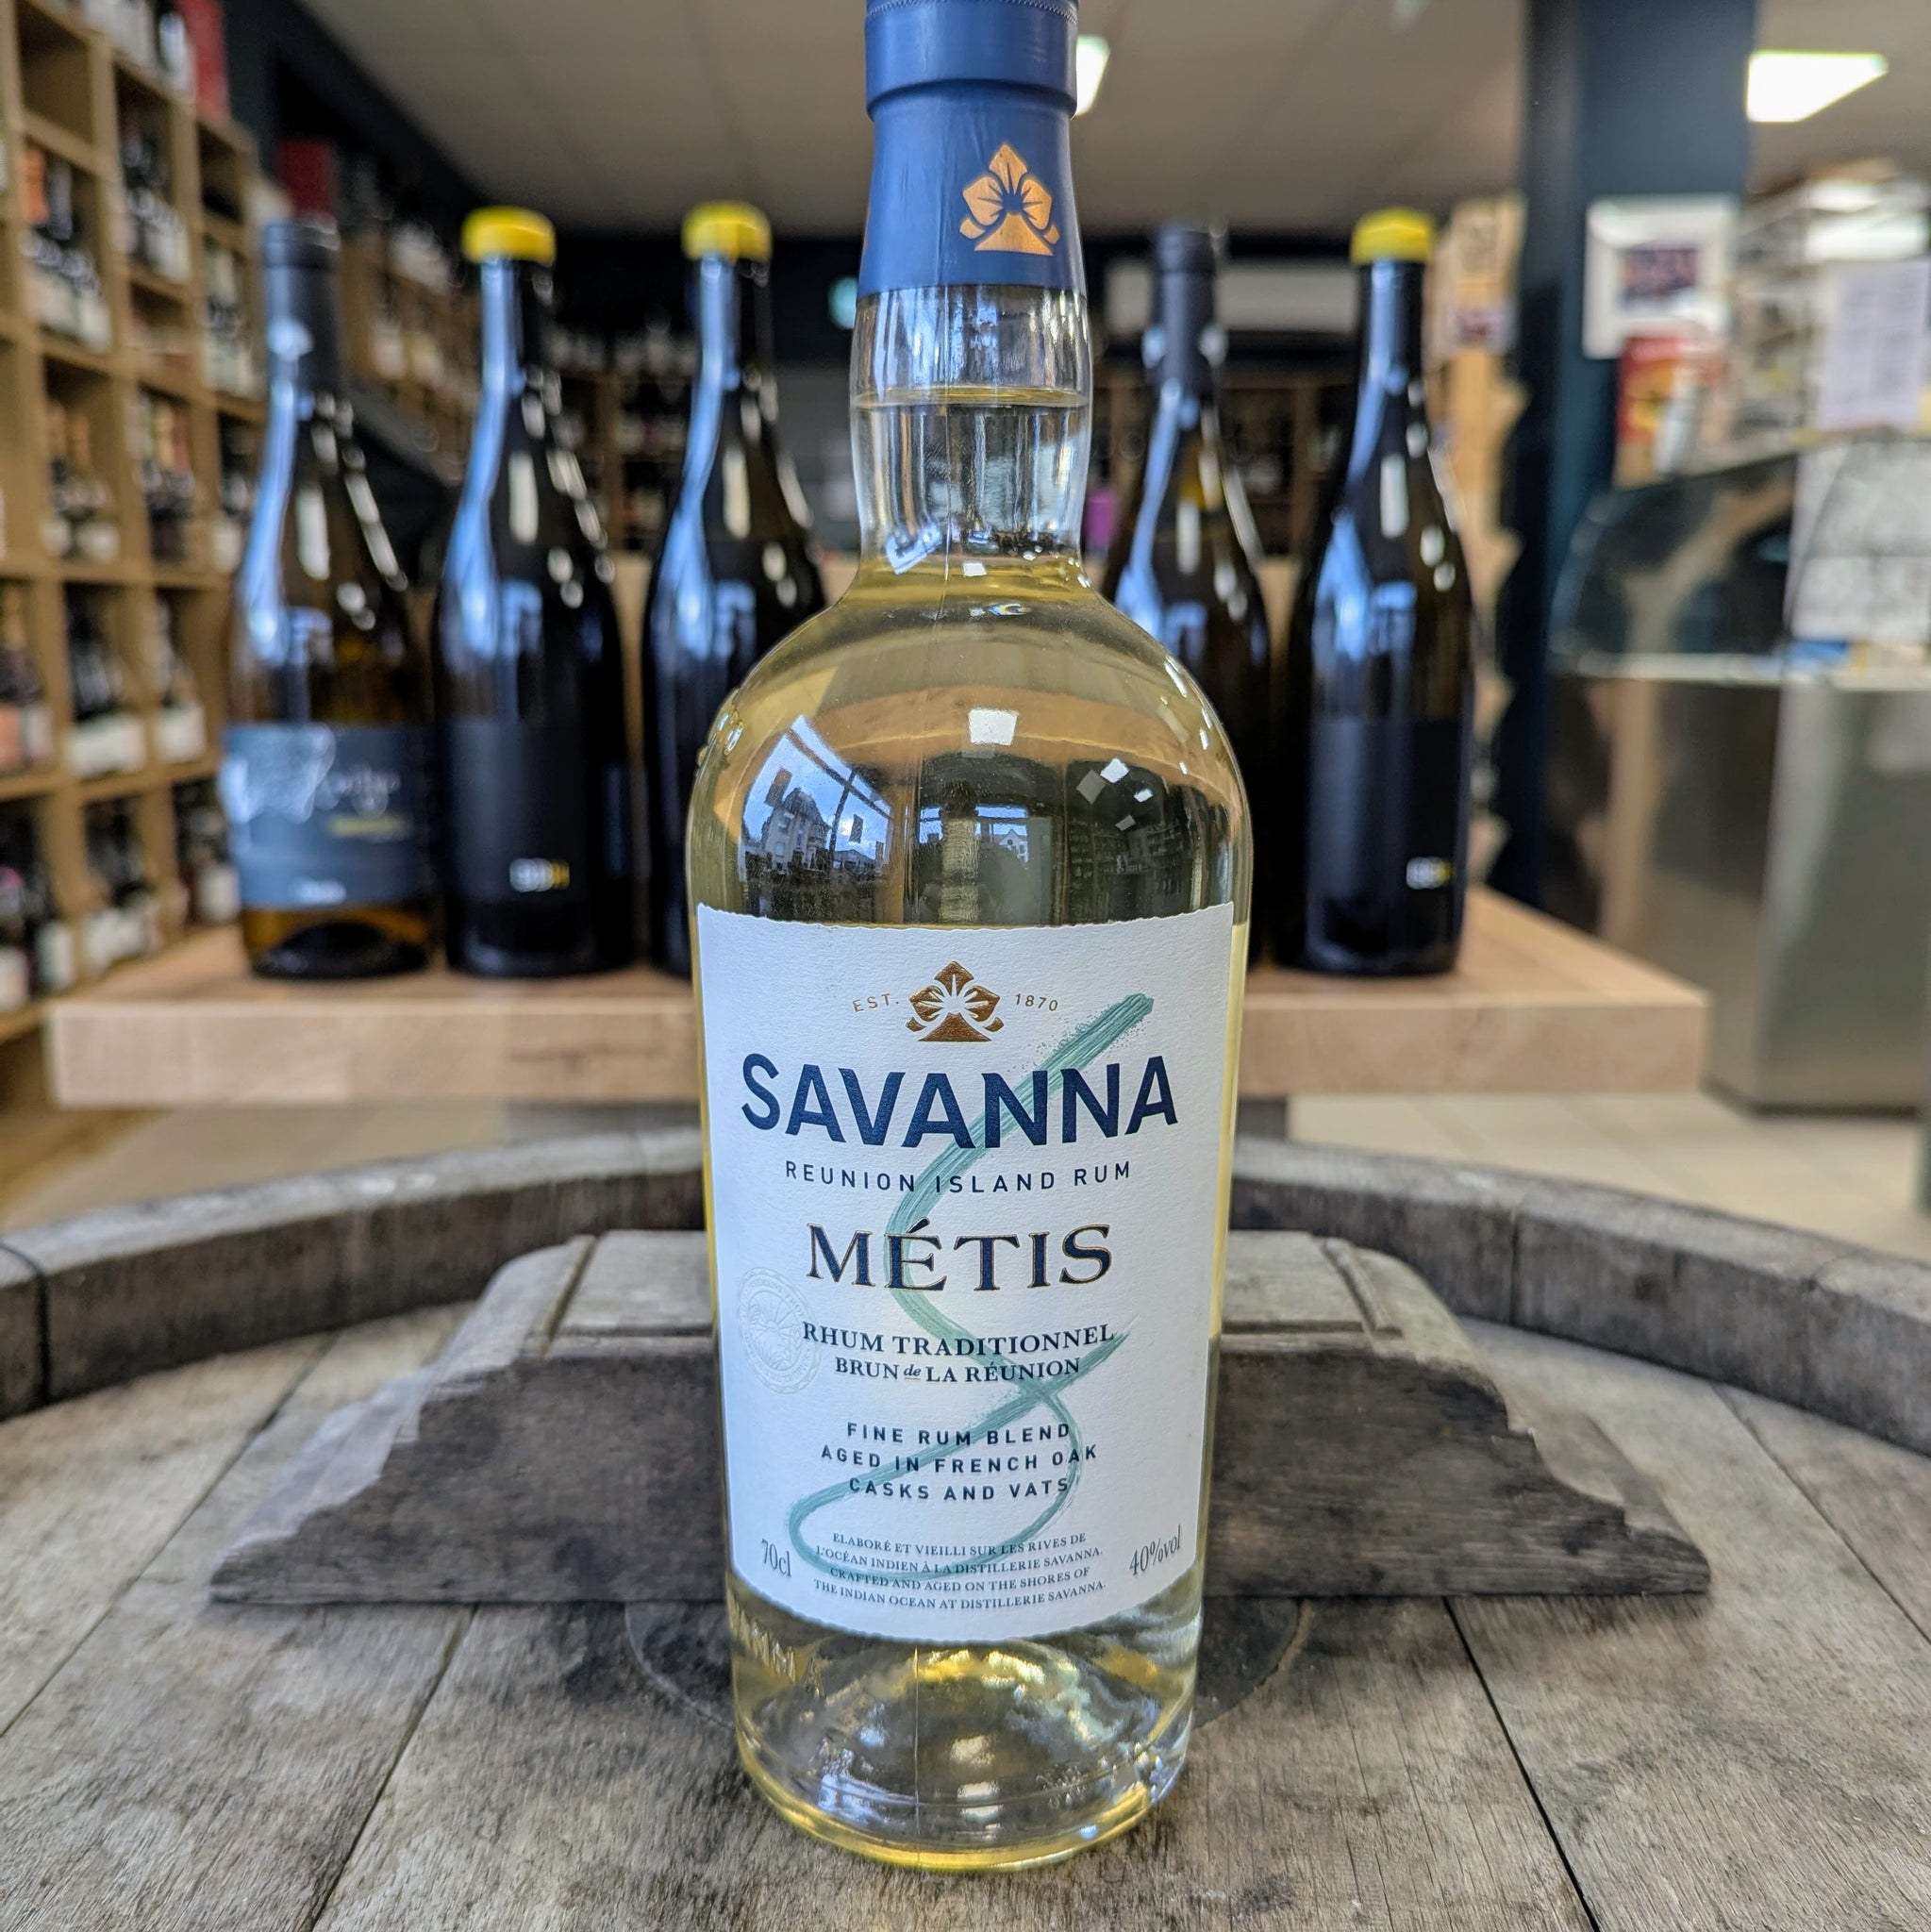 EST. 1870
SAVANNA
REUNION ISLAND RUM
MÉTIS
RHUM TRADITIONNEL
BRUN de LA RÉUNION
FINE RUM BLEND
AGED IN FRENCH OAK
CASKS AND VATS
70cl
ELABORÉ ET VIEILLI SUR LES RIVES DE
L'OCÉAN INDIEN À LA DISTILLERIE SAVANNA.
CRAFTED AND AGED ON THE SHORES OF
THE INDIAN OCEAN AT DISTILLERIE SAVANNA.
40%vol